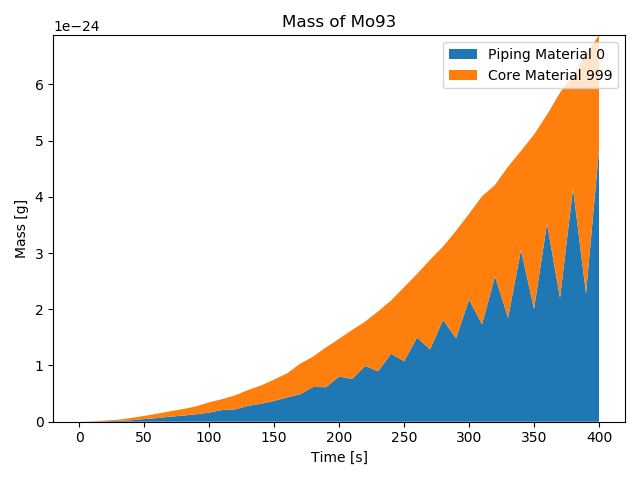 Mass of Mo93
1e−24
Piping Material 0
Core Material 999
6
5
4
3
2
1
0
Mass [g]
0 50 100 150 200 250 300 350 400
Time [s]